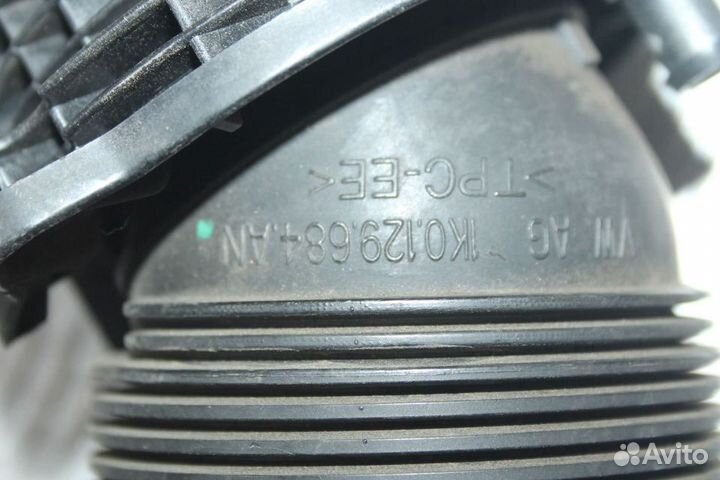 VW AG 1K0.129.684.AN
>TPC-EE<
Avito